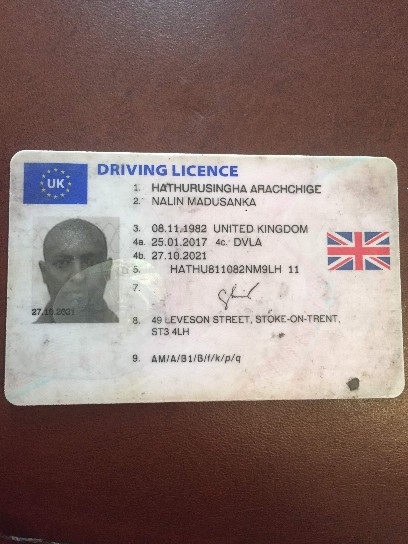 UK
DRIVING LICENCE
1. HATHURUSINGHA ARACHCHIGE
2. NALIN MADUSANKA
3. 08.11.1982 UNITED KINGDOM
4a. 25.01.2017 4c. DVLA
4b. 27.10.2021
5. HATHU811082NM9LH 11
7.
27.10.2021
8. 49 LEVESON STREET, STOKE-ON-TRENT,
ST3 4LH
9. AM/A/B1/B/f/k/p/q